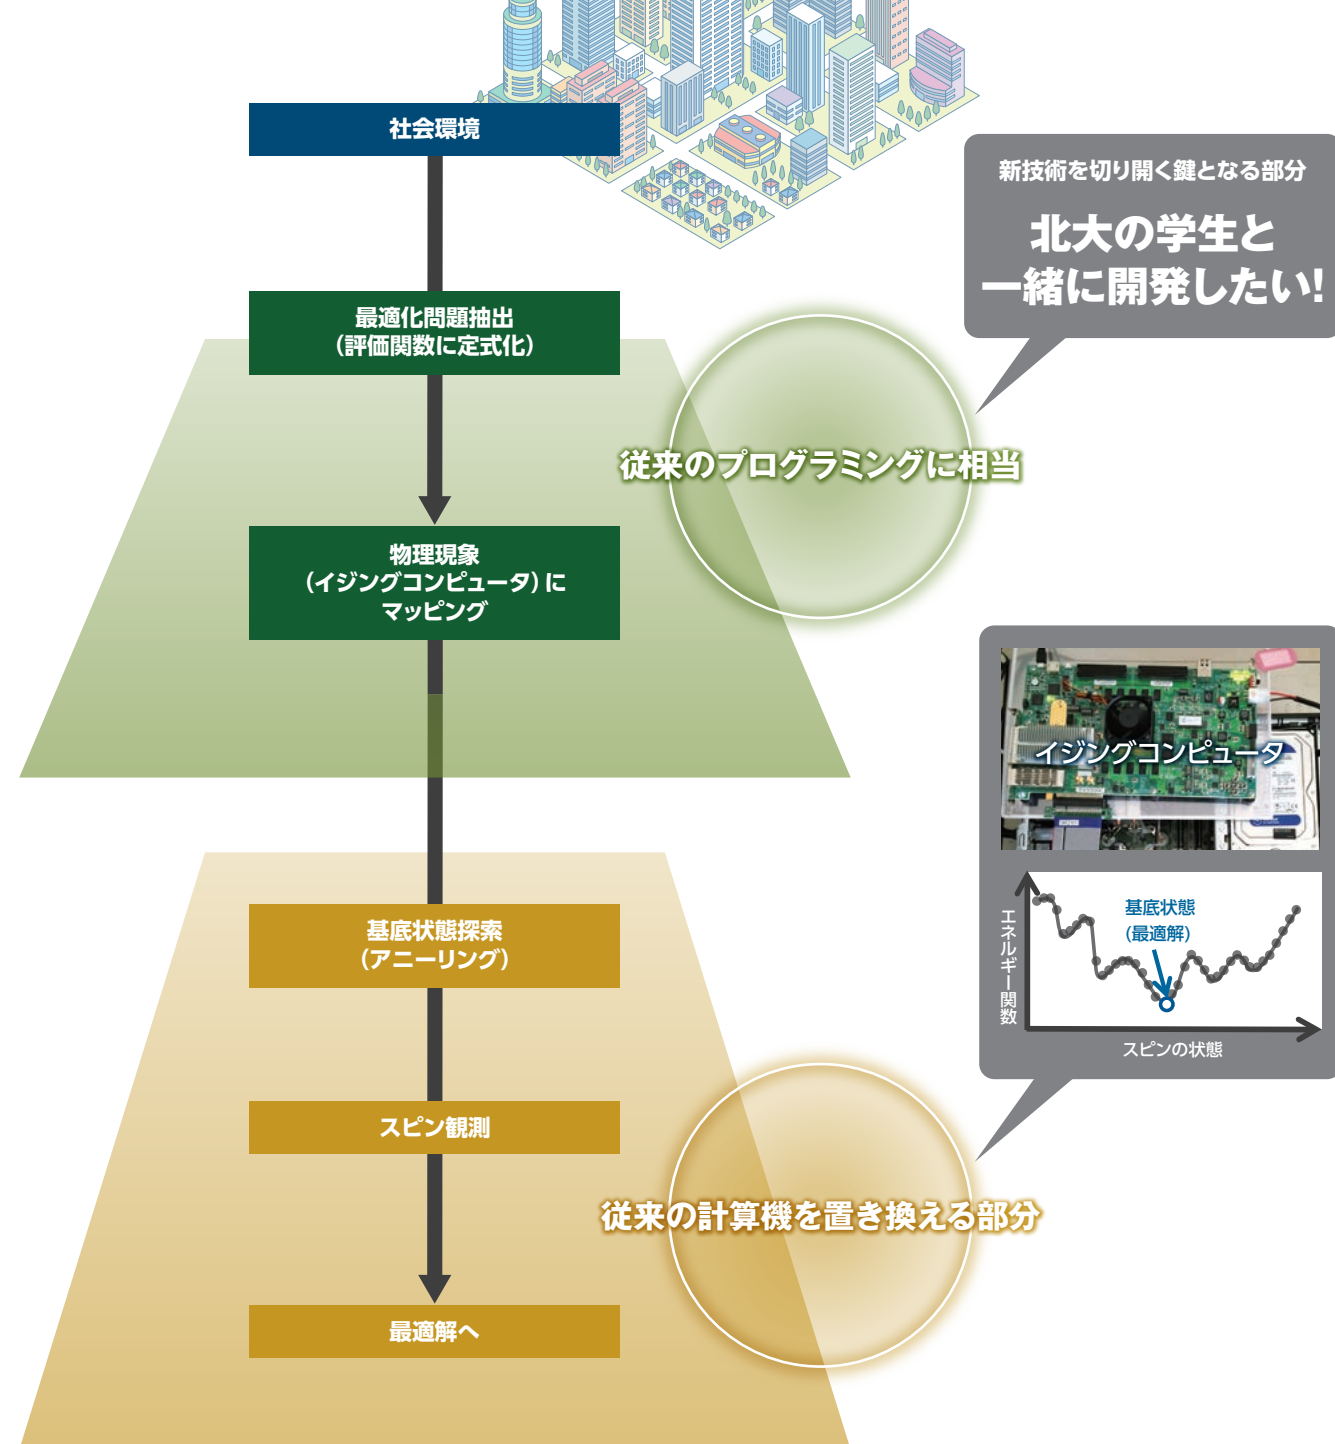 社会環境
新技術を切り開く鍵となる部分
北大の学生と
一緒に開発したい!
最適化問題抽出
（評価関数に定式化）
従来のプログラミングに相当
物理現象
（イジングコンピュータ）に
マッピング
イジングコンピュータ
基底状態
(最適解)
エネルギー関数
スピンの状態
基底状態探索
（アニーリング）
スピン観測
従来の計算機を置き換える部分
最適解へ